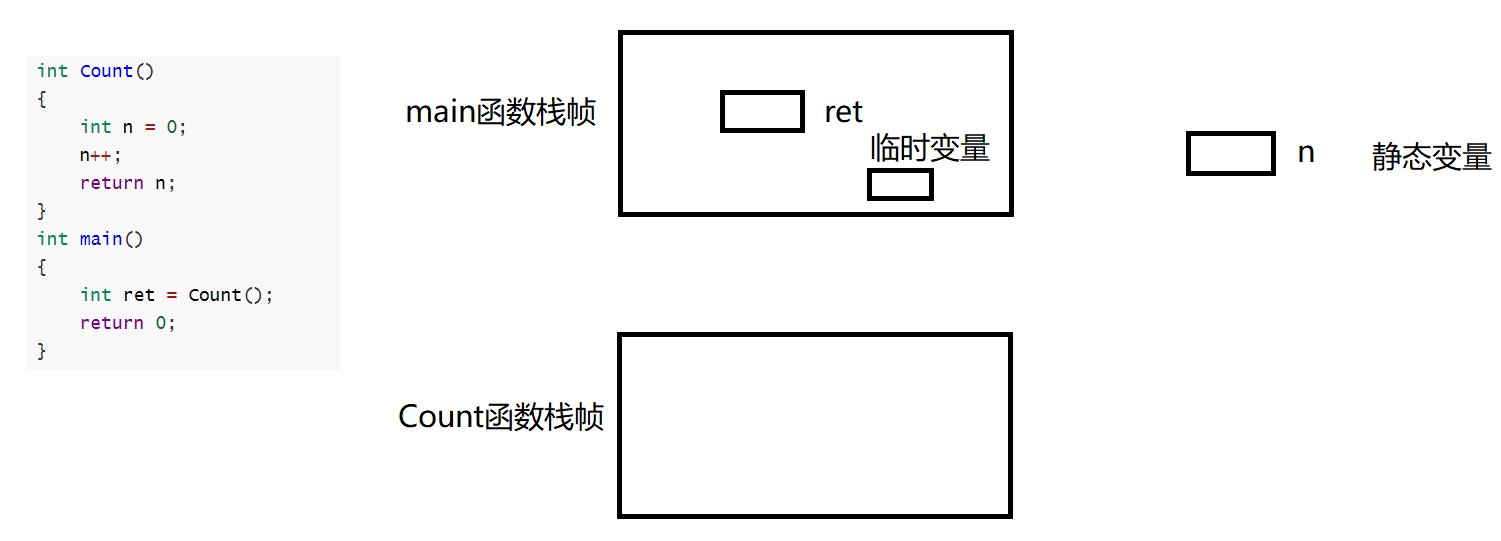 int Count()
{
    int n = 0;
    n++;
    return n;
}
int main()
{
    int ret = Count();
    return 0;
}
main函数栈帧
ret
临时变量
n
静态变量
Count函数栈帧